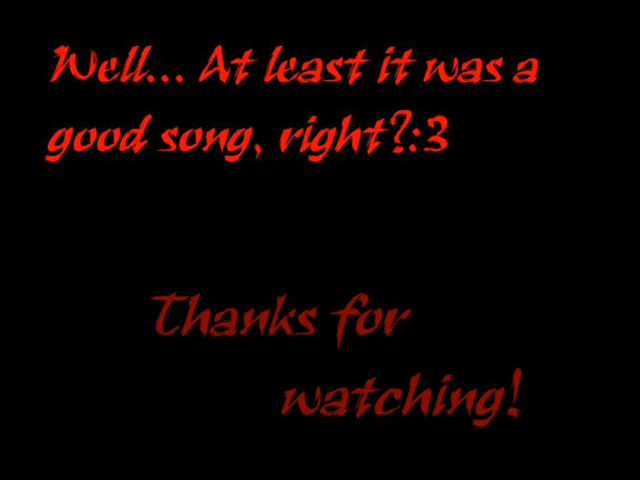 Well... At least it was a
good song, right?:3
Thanks for
watching!